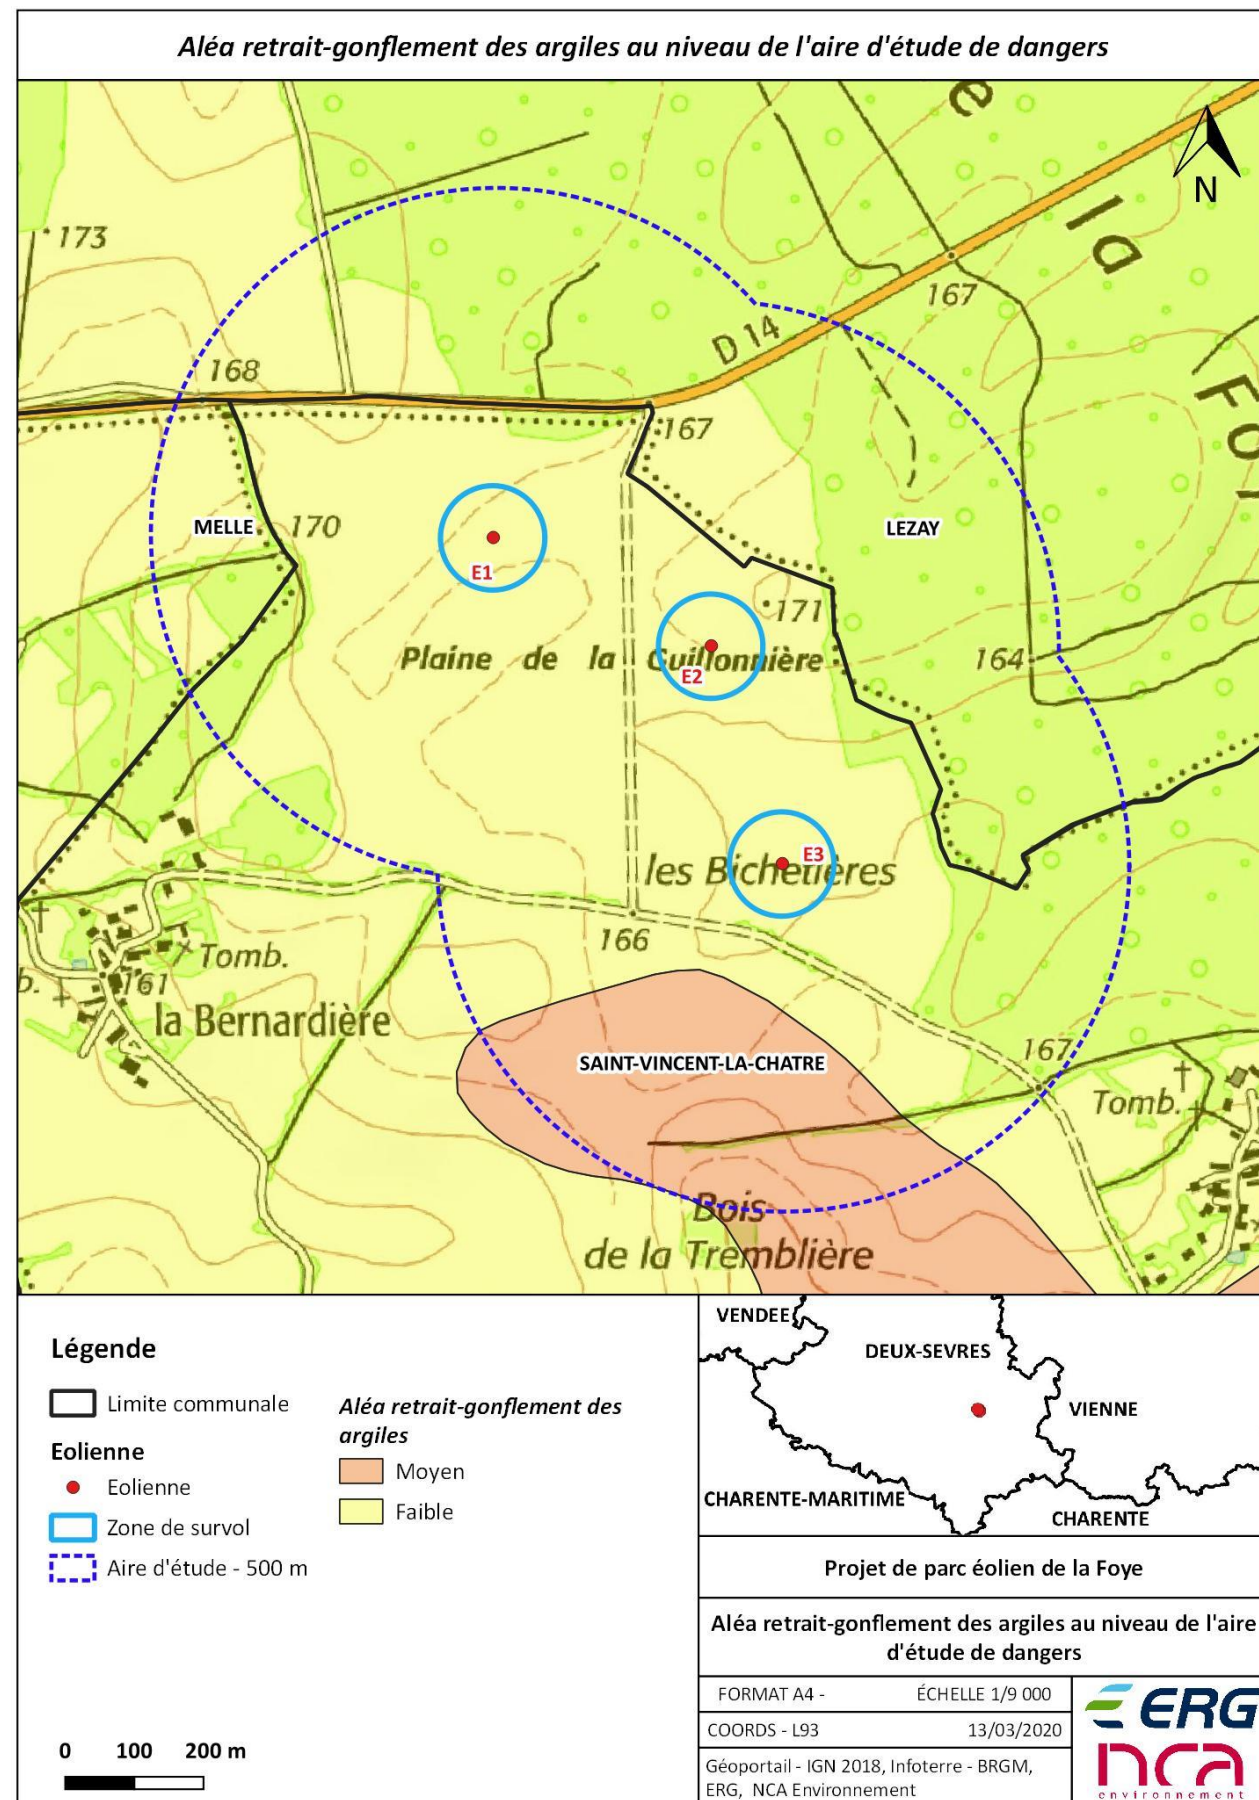 Aléa retrait-gonflement des argiles au niveau de l'aire d'étude de dangers
e
la
N
173
167
D 14
168
167
For
MELLE
170
LEZAY
E1
171
Plaine de la Guillonnière
164
E2
E3
les Bichetières
166
Tomb.
b.
161
la Bernardière
SAINT-VINCENT-LA-CHATRE
167
Tomb.
Bois
de la Tremblière
Légende
Limite communale
Eolienne
Eolienne
Zone de survol
Aire d'étude - 500 m
Aléa retrait-gonflement des
argiles
Moyen
Faible
0 100 200 m
VENDEE
DEUX-SEVRES
VIENNE
CHARENTE-MARITIME
CHARENTE
Projet de parc éolien de la Foye
Aléa retrait-gonflement des argiles au niveau de l'aire
d'étude de dangers
FORMAT A4 - ÉCHELLE 1/9 000
COORDS - L93 13/03/2020
Géoportail - IGN 2018, Infoterre - BRGM,
ERG, NCA Environnement
ERG
nca
environnement